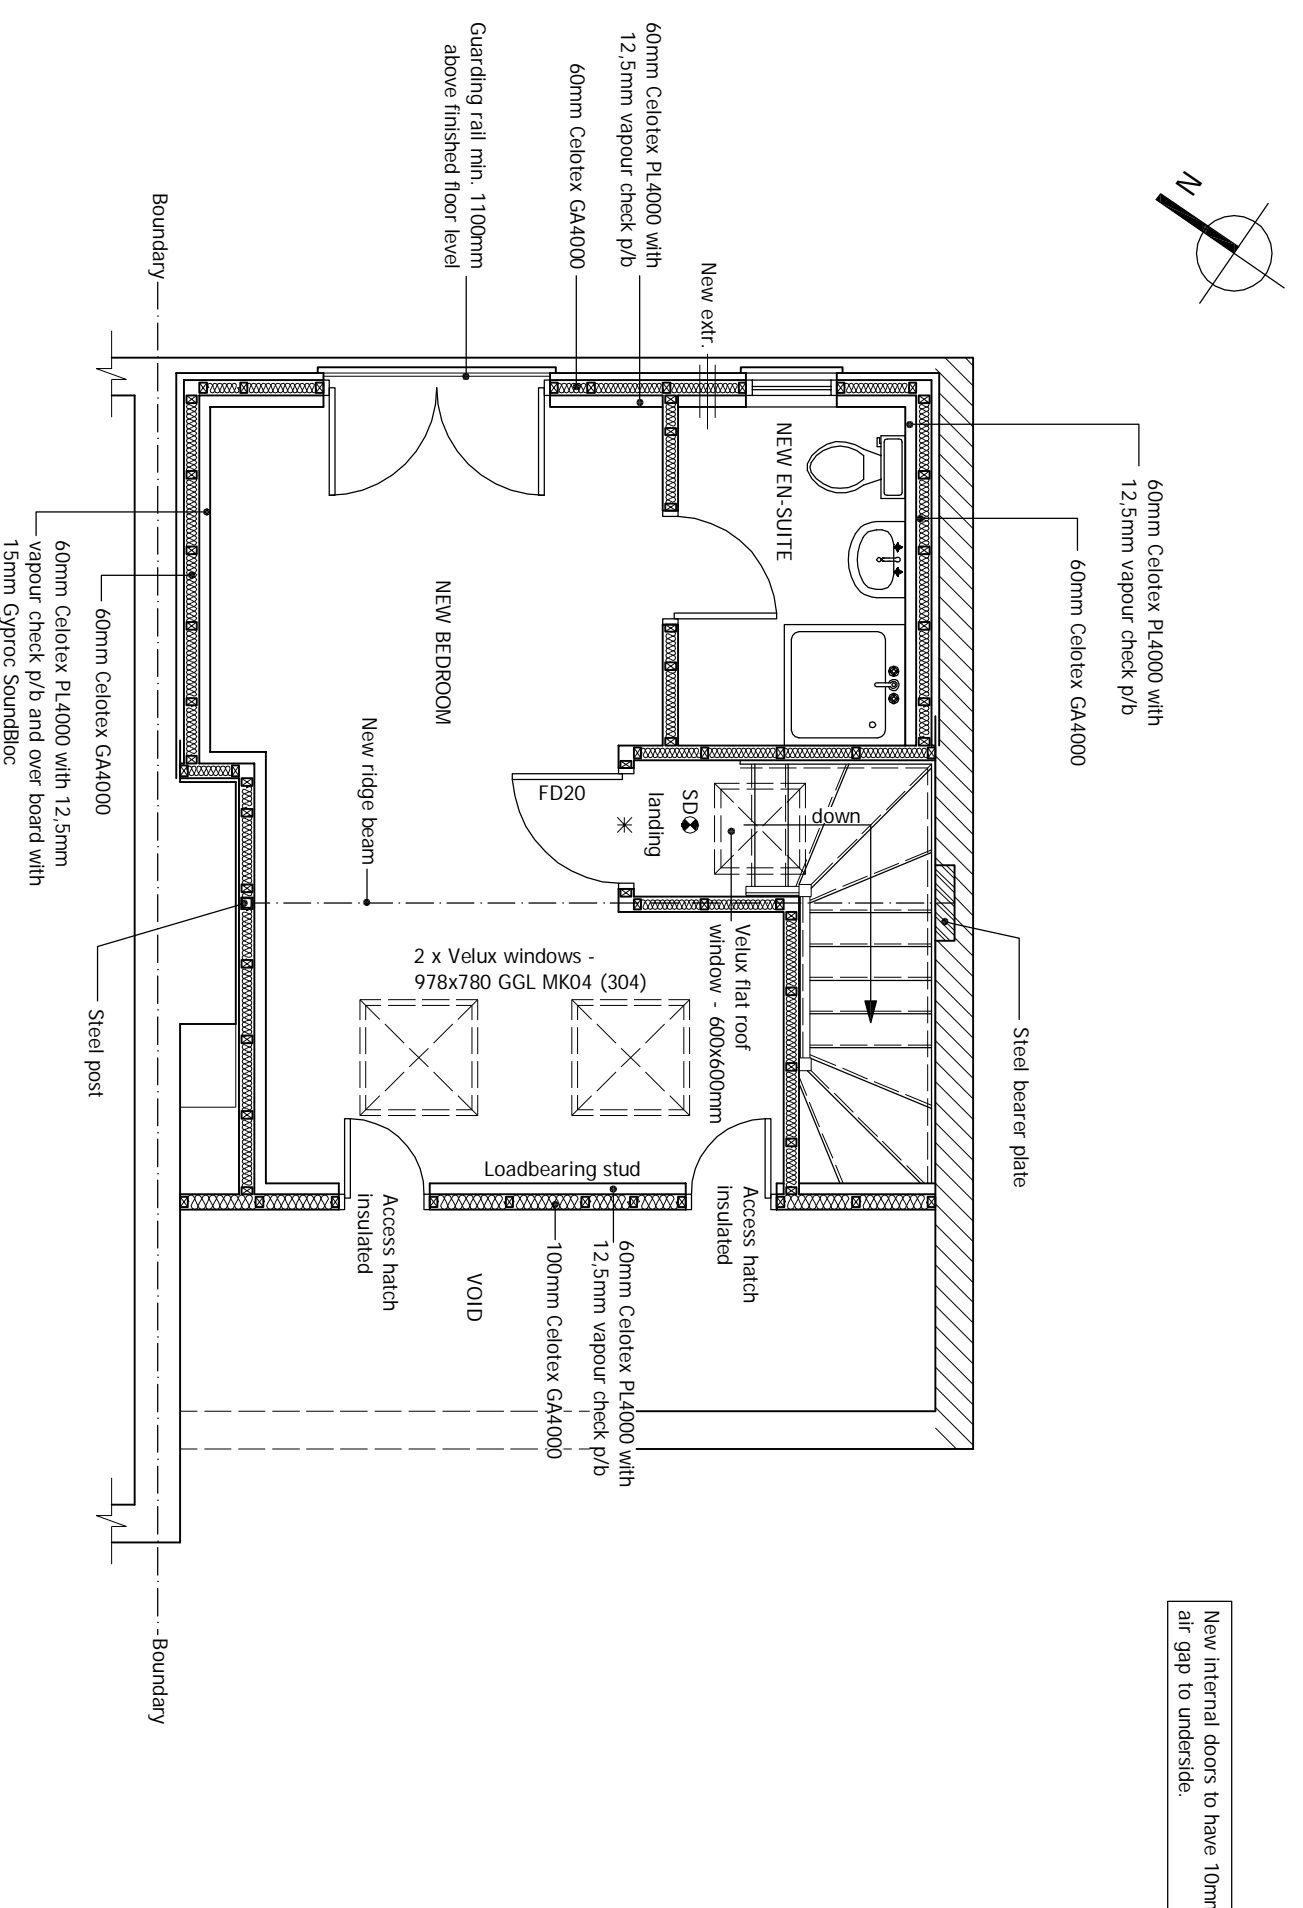 N
60mm Celotex PL4000 with
12,5mm vapour check p/b
60mm Celotex GA4000
Guarding rail min. 1100mm
above finished floor level
New extr.
60mm Celotex PL4000 with
12,5mm vapour check p/b
60mm Celotex GA4000
Boundary
NEW EN-SUITE
NEW BEDROOM
60mm Celotex GA4000
60mm Celotex PL4000 with 12,5mm
vapour check p/b and over board with
15mm Gyproc SoundBloc
New ridge beam
FD20
landing
SD
down
Velux flat roof
window - 600x600mm
2 x Velux windows -
978x780 GGL MK04 (304)
Steel post
Steel bearer plate
Loadbearing stud
Access hatch
insulated
Access hatch
insulated
VOID
60mm Celotex PL4000 with
12,5mm vapour check p/b
100mm Celotex GA4000
Boundary
New internal doors to have
air gap to underside.